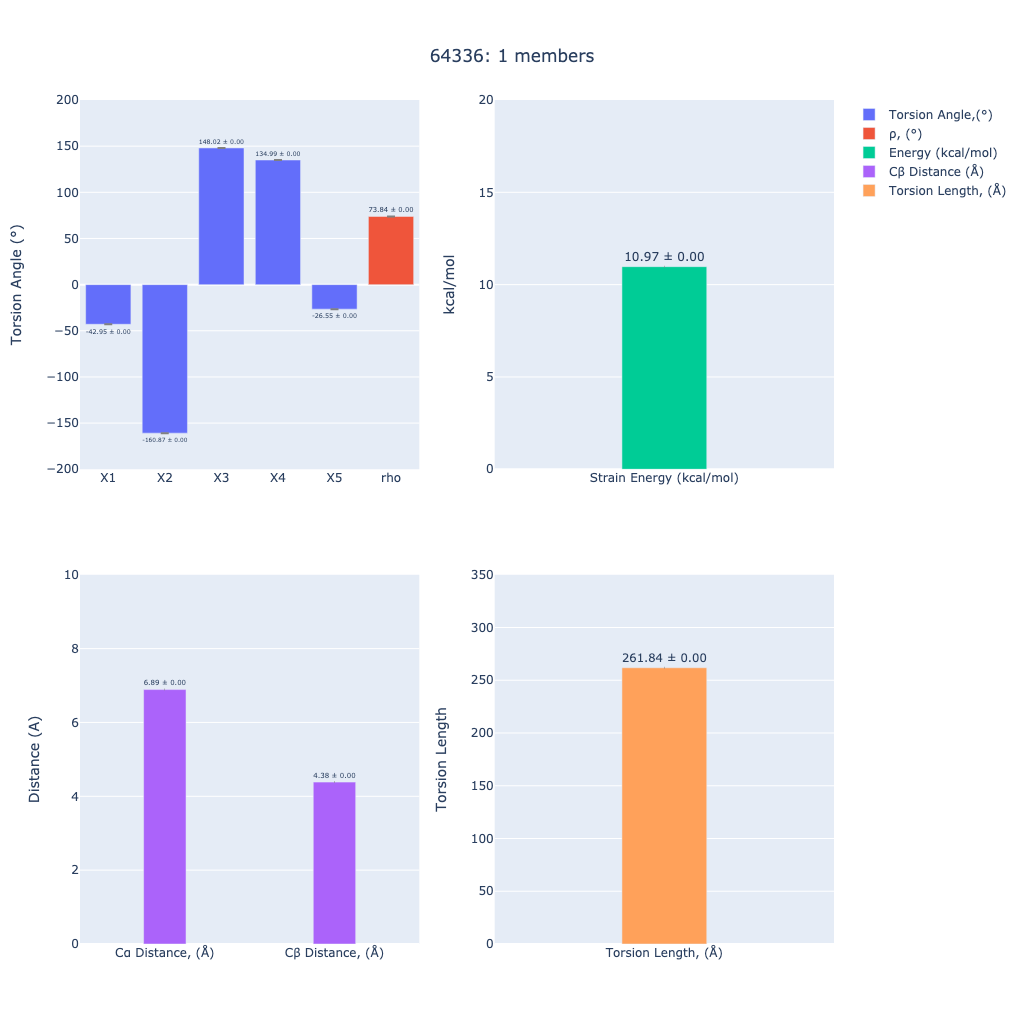 64336: 1 members
200
150
100
50
0
−50
−100
−150
−200
Torsion Angle (°)
148.02 ± 0.00
134.99 ± 0.00
73.84 ± 0.00
-42.95 ± 0.00
-26.55 ± 0.00
-160.87 ± 0.00
X1 X2 X3 X4 X5 rho
20
15
10
5
0
kcal/mol
10.97 ± 0.00
Strain Energy (kcal/mol)
Torsion Angle,(°)
ρ, (°)
Energy (kcal/mol)
Cβ Distance (Å)
Torsion Length, (Å)
10
8
6
4
2
0
Distance (A)
6.89 ± 0.00
4.38 ± 0.00
Cα Distance, (Å) Cβ Distance, (Å)
350
300
250
200
150
100
50
0
Torsion Length
261.84 ± 0.00
Torsion Length, (Å)